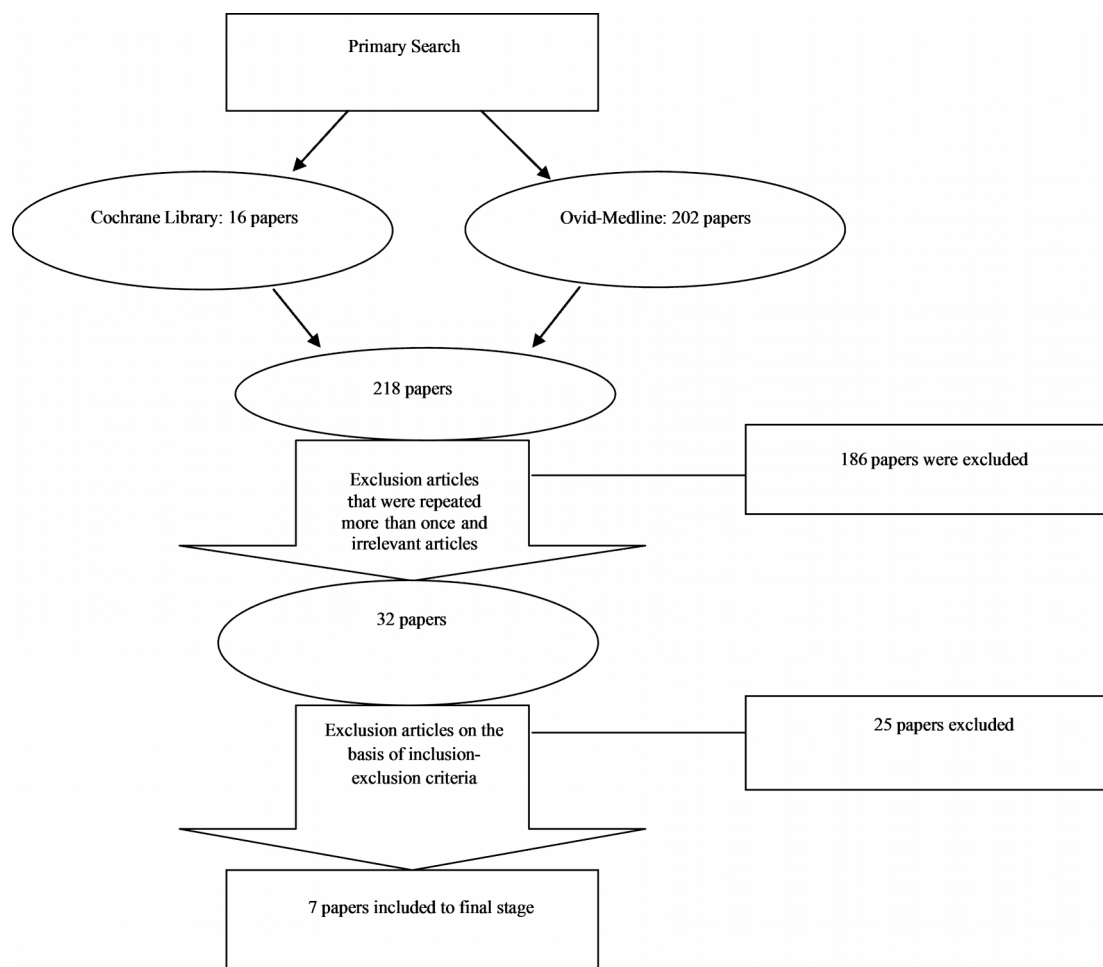 Primary Search
Cochrane Library: 16 papers
Ovid-Medline: 202 papers
218 papers
Exclusion articles
that were repeated
more than once and
irrelevant articles
186 papers were excluded
32 papers
Exclusion articles on the
basis of inclusion-
exclusion criteria
25 papers excluded
7 papers included to final stage